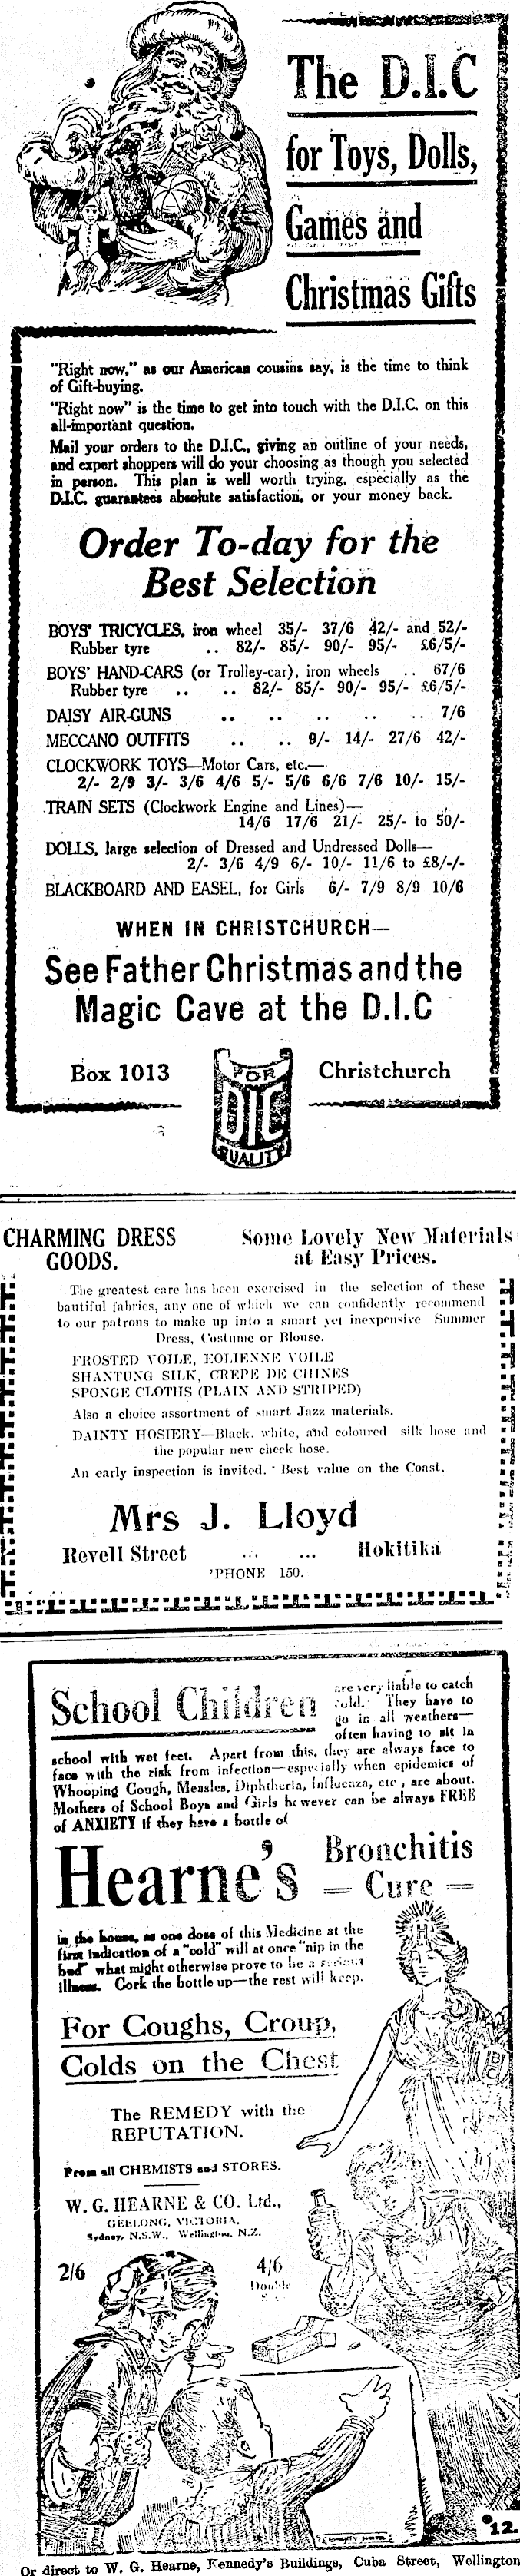 The D.I.C
for Toys, Dolls,
Games and
Christmas Gifts
"Right now," as our American cousins say, is the time to think
of Gift-buying.
"Right now" is the time to get into touch with the D.I.C. on this
all-important question.
Mail your orders to the D.I.C., giving an outline of your needs,
and expert shoppers will do your choosing as though you selected
in person. This plan is well worth trying, especially as the
D.I.C. guarantees absolute satisfaction, or your money back.
Order To-day for the
Best Selection
BOYS' TRICYCLES, iron wheel 35/- 37/6 42/- and 52/-
Rubber tyre .. 82/- 85/- 90/- 95/- £6/5/-
BOYS' HAND-CARS (or Trolley-car), iron wheels .. 67/6
Rubber tyre .. .. 82/- 85/- 90/- 95/- £6/5/-
DAISY AIR-GUNS .. .. .. .. .. 7/6
MECCANO OUTFITS .. .. 9/- 14/- 27/6 42/-
CLOCKWORK TOYS—Motor Cars, etc.—
2/- 2/9 3/- 3/6 4/6 5/- 5/6 6/6 7/6 10/- 15/-
TRAIN SETS (Clockwork Engine and Lines)—
14/6 17/6 21/- 25/- to 50/-
DOLLS, large selection of Dressed and Undressed Dolls—
2/- 3/6 4/9 6/- 10/- 11/6 to £8/-/-
BLACKBOARD AND EASEL, for Girls 6/- 7/9 8/9 10/6
WHEN IN CHRISTCHURCH—
See Father Christmas and the
Magic Cave at the D.I.C
Box 1013
FOR
DIC
QUALITY
Christchurch
CHARMING DRESS
GOODS.
Some Lovely New Materials
at Easy Prices.
The greatest care has been exercised in the selection of these
bautiful fabrics, any one of which we can confidently recommend
to our patrons to make up into a smart yet inexpensive Summer
Dress, Costume or Blouse.
FROSTED VOILE, EOLIENNE VOILE
SHANTUNG SILK, CREPE DE CHINES
SPONGE CLOTHS (PLAIN AND STRIPED)
Also a choice assortment of smart Jazz materials.
DAINTY HOSIERY—Black, white, and coloured silk hose and
the popular new check hose.
An early inspection is invited. Best value on the Coast.
Mrs J. Lloyd
Revell Street ... ... Hokitika
'PHONE 150.
School Children
are very liable to catch
cold. They have to
go in all weathers—
often having to sit in
school with wet feet. Apart from this, they are always face to
face with the risk from infection—especially when epidemics of
Whooping Cough, Measles, Diphtheria, Influenza, etc., are about.
Mothers of School Boys and Girls however can be always FREE
of ANXIETY if they have a bottle of
Hearne's
Bronchitis
Cure
in the house, as one dose of this Medicine at the
first indication of a "cold" will at once "nip in the
bud" what might otherwise prove to be a serious
illness. Cork the bottle up—the rest will keep.
For Coughs, Croup,
Colds on the Chest
The REMEDY with the
REPUTATION.
From all CHEMISTS and STORES.
W. G. HEARNE & CO. Ltd.,
GEELONG, VICTORIA,
Sydney, N.S.W., Wellington, N.Z.
2/6
4/6
Double
12.
Or direct to W. G. Hearne, Kennedy's Buildings, Cuba Street, Wellington